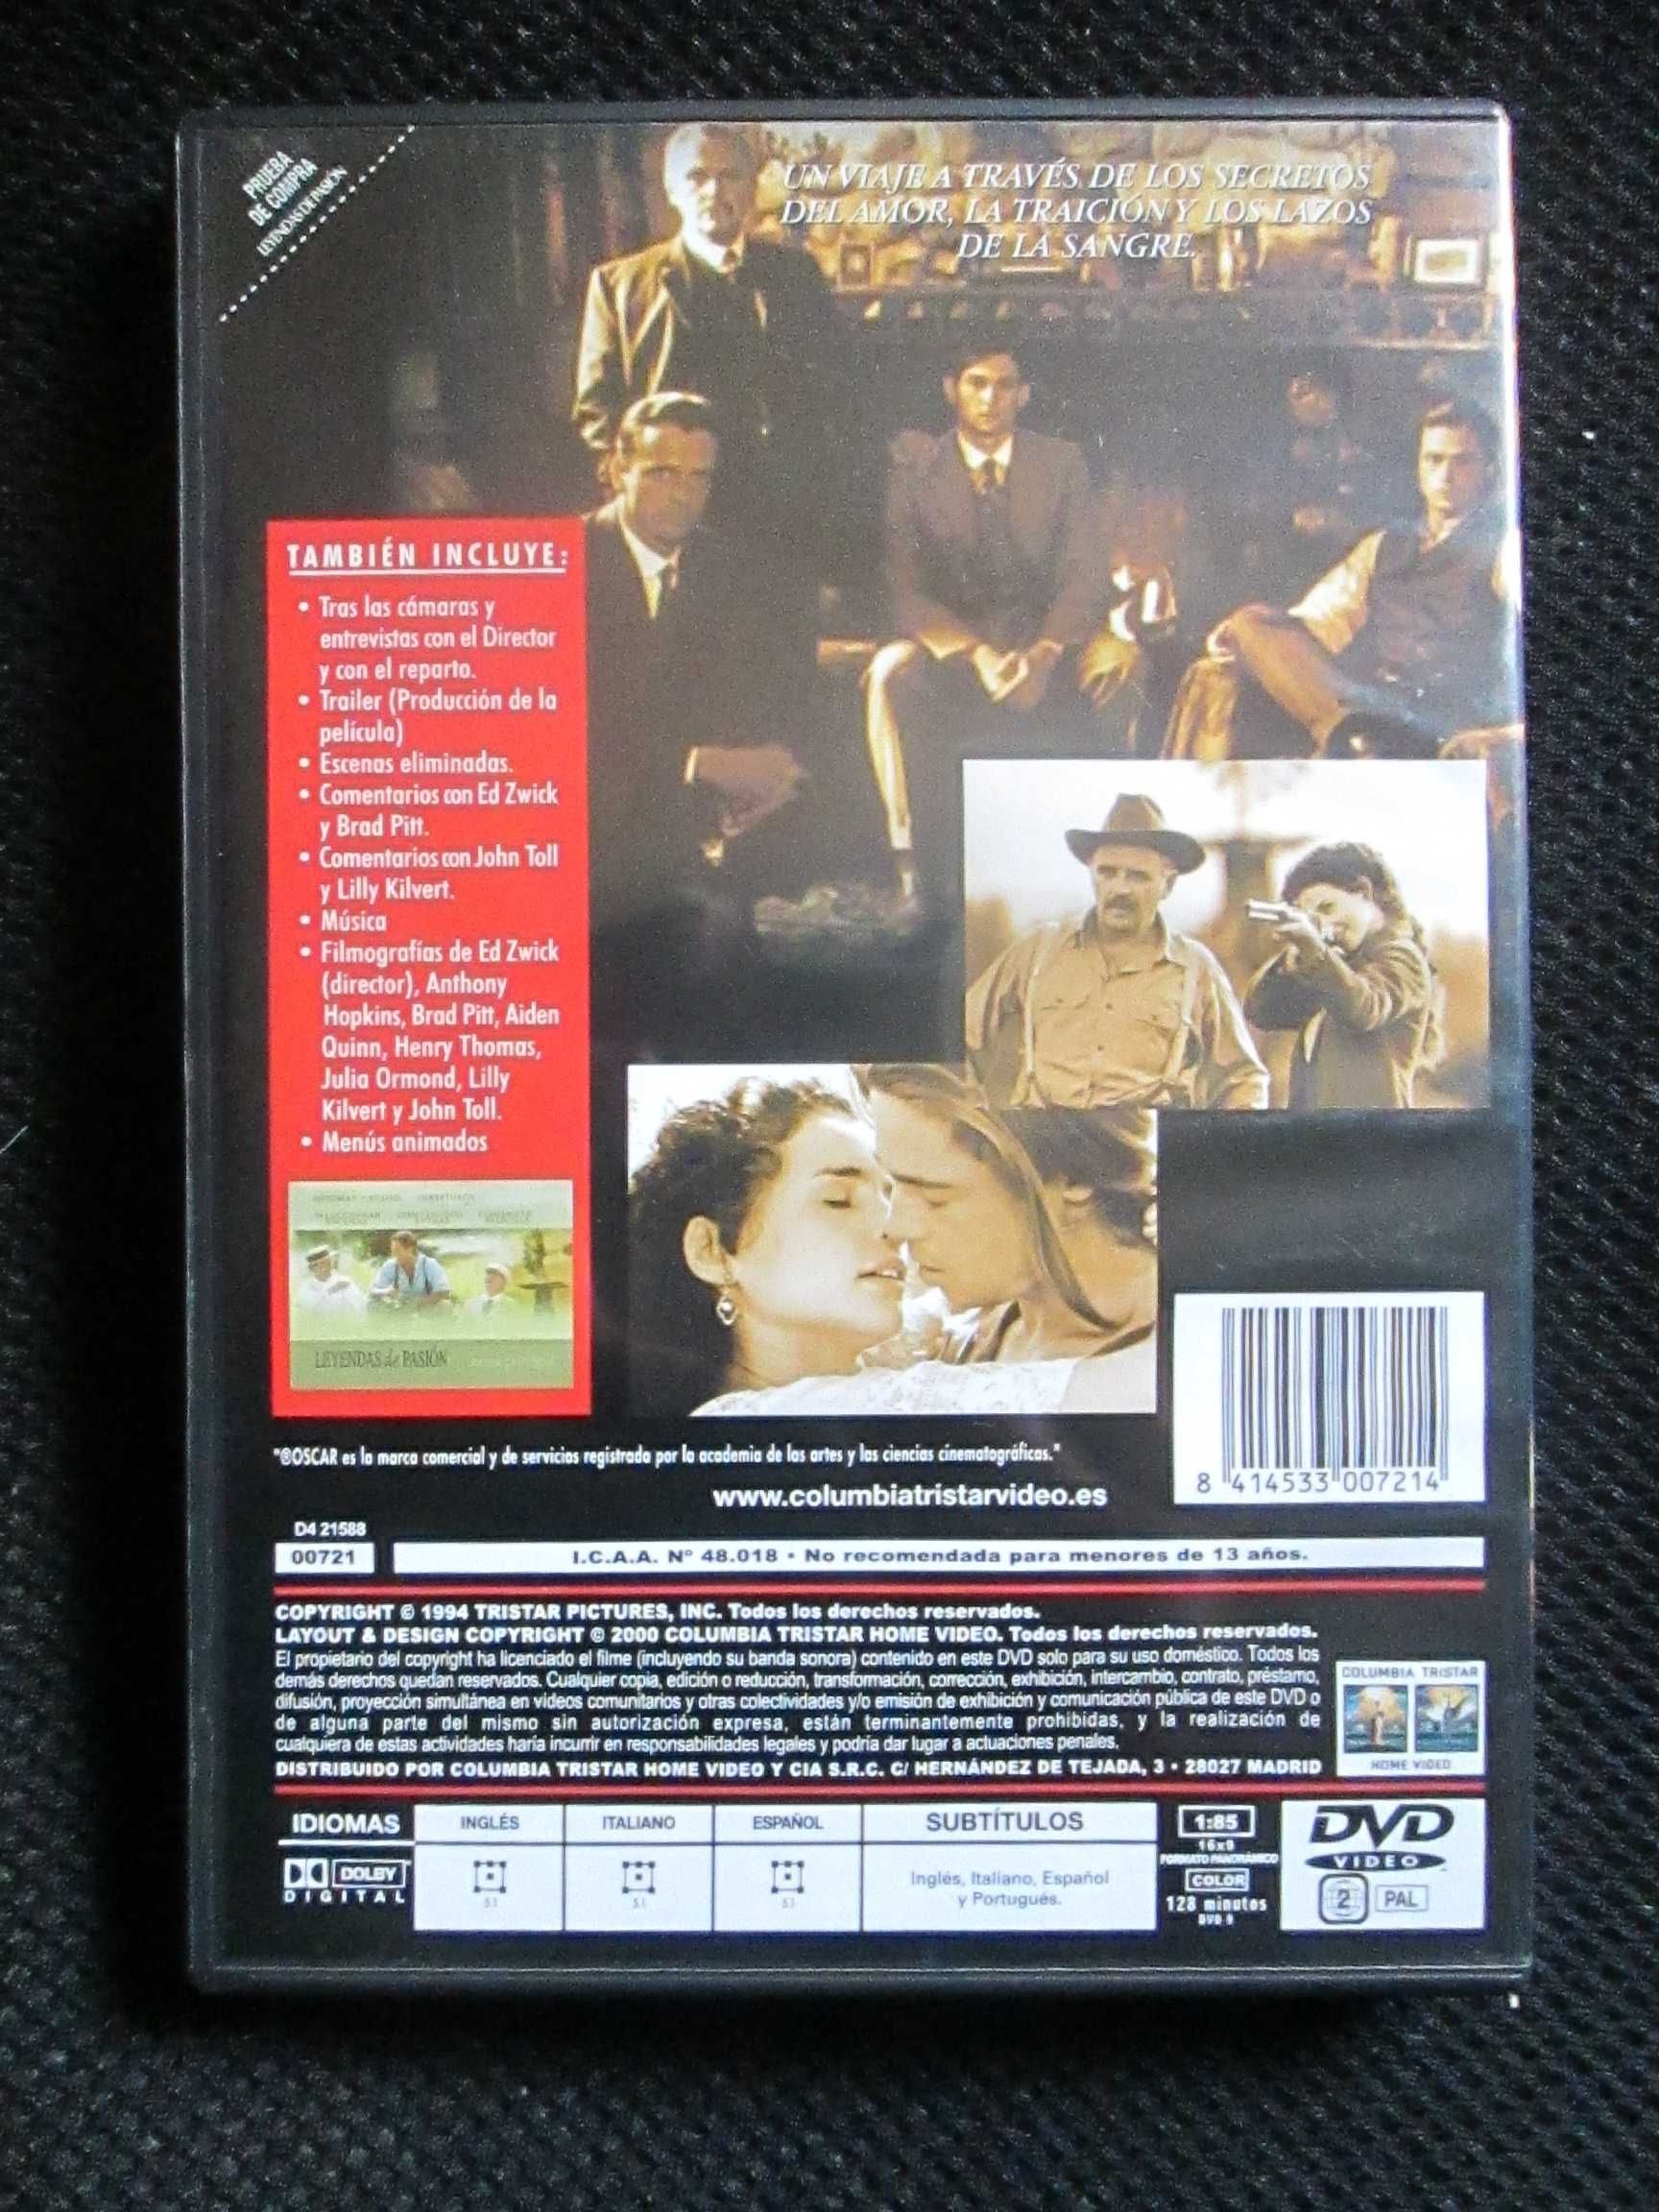 PRUEBA
DE COMPRA
LEYENDAS DE PASIÓN
UN VIAJE A TRAVÉS DE LOS SECRETOS
DEL AMOR, LA TRAICIÓN Y LOS LAZOS
DE LA SANGRE.
TAMBIÉN INCLUYE:
• Tras las cámaras y
entrevistas con el Director
y con el reparto.
• Trailer (Producción de la
película)
• Escenas eliminadas.
• Comentarios con Ed Zwick
y Brad Pitt.
• Comentarios con John Toll
y Lilly Kilvert.
• Música
• Filmografías de Ed Zwick
(director), Anthony
Hopkins, Brad Pitt, Aiden
Quinn, Henry Thomas,
Julia Ormond, Lilly
Kilvert y John Toll.
• Menús animados
LEYENDAS de PASIÓN
"®OSCAR es la marca comercial y de servicios registrada por la academia de las artes y las ciencias cinematográficas."
www.columbiatristarvideo.es
8 414533 007214
D4 21588
00721
I.C.A.A. Nº 48.018 • No recomendada para menores de 13 años.
COPYRIGHT © 1994 TRISTAR PICTURES, INC. Todos los derechos reservados.
LAYOUT & DESIGN COPYRIGHT © 2000 COLUMBIA TRISTAR HOME VIDEO. Todos los derechos reservados.
El propietario del copyright ha licenciado el filme (incluyendo su banda sonora) contenido en este DVD solo para su uso doméstico. Todos los
demás derechos quedan reservados. Cualquier copia, edición o reducción, transformación, corrección, exhibición, intercambio, contrato, préstamo,
difusión, proyección simultánea en vídeos comunitarios y otras colectividades y/o emisión de exhibición y comunicación pública de este DVD o
de alguna parte del mismo sin autorización expresa, están terminantemente prohibidas, y la realización de
cualquiera de estas actividades haría incurrir en responsabilidades legales y podría dar lugar a actuaciones penales.
DISTRIBUIDO POR COLUMBIA TRISTAR HOME VIDEO Y CIA S.R.C. C/ HERNÁNDEZ DE TEJADA, 3 • 28027 MADRID
COLUMBIA TRISTAR
HOME VIDEO
IDIOMAS
INGLÉS
ITALIANO
ESPAÑOL
SUBTÍTULOS
DOLBY
DIGITAL
5.1
5.1
5.1
Inglés, Italiano, Español
y Portugués.
1:85
16x9
FORMATO PANORÁMICO
COLOR
128 minutos
DVD 9
DVD
VIDEO
2
PAL